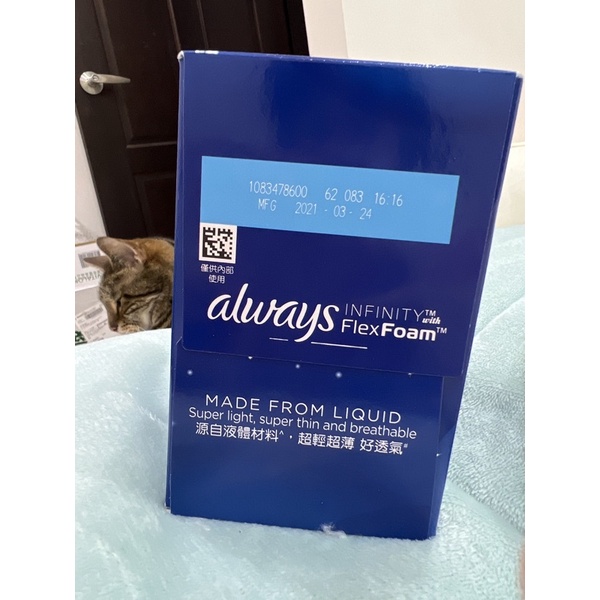 1083478600 62 083 16:16
MFG 2021 - 03 - 24
僅供內部
使用
always INFINITY™ with FlexFoam™
MADE FROM LIQUID
Super light, super thin and breathable
源自液體材料^，超輕超薄 好透氣#